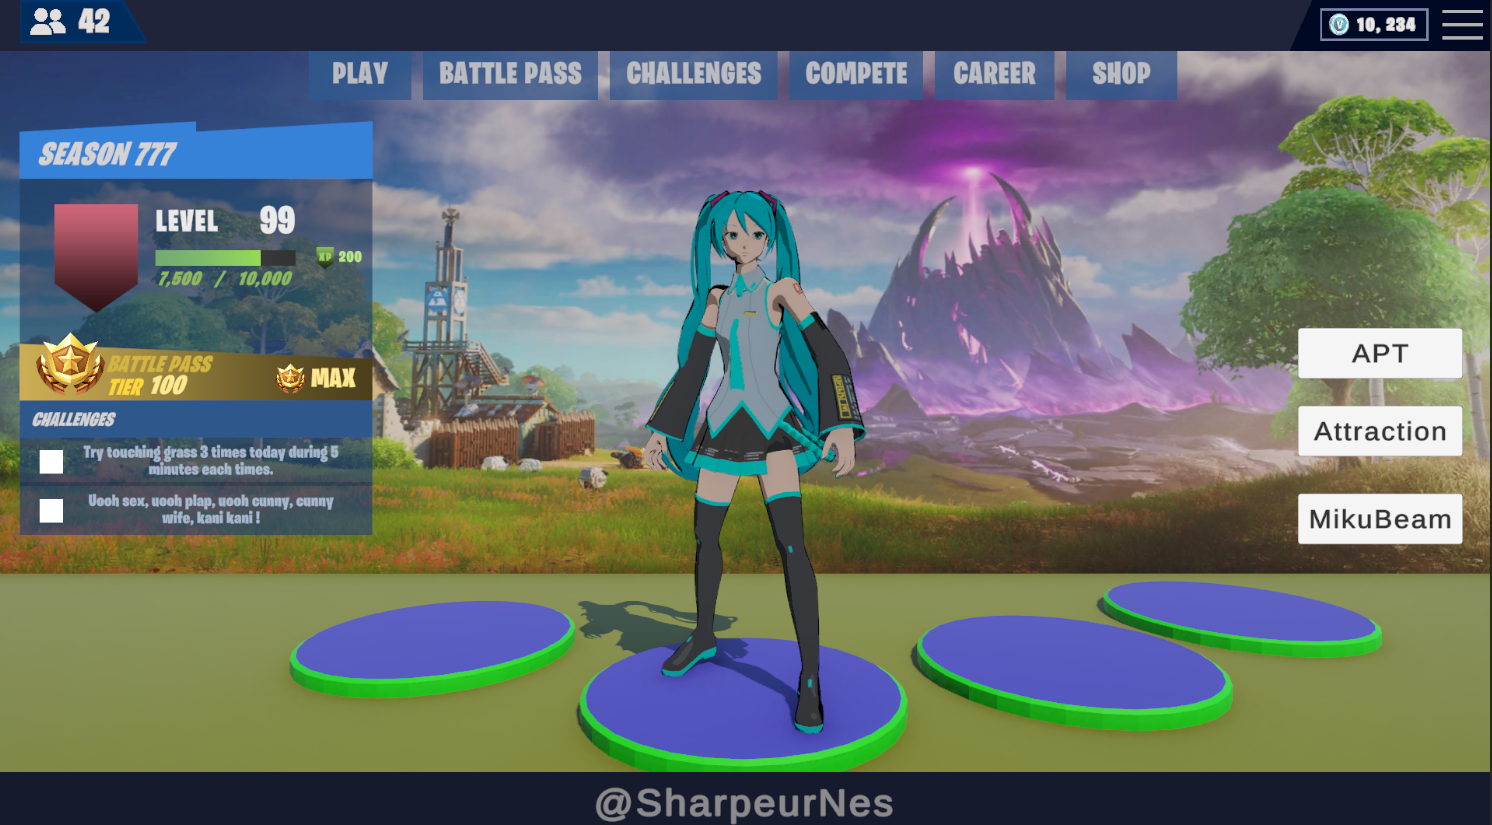 42
10, 234
PLAY
BATTLE PASS
CHALLENGES
COMPETE
CAREER
SHOP
SEASON 777
LEVEL 99
XP 200
7,500 / 10,000
BATTLE PASS
TIER 100
MAX
CHALLENGES
Try touching grass 3 times today during 5
minutes each times.
Uooh sex, uooh plap, uooh cunny, cunny
wife, kani kani !
APT
Attraction
MikuBeam
@SharpeurNes